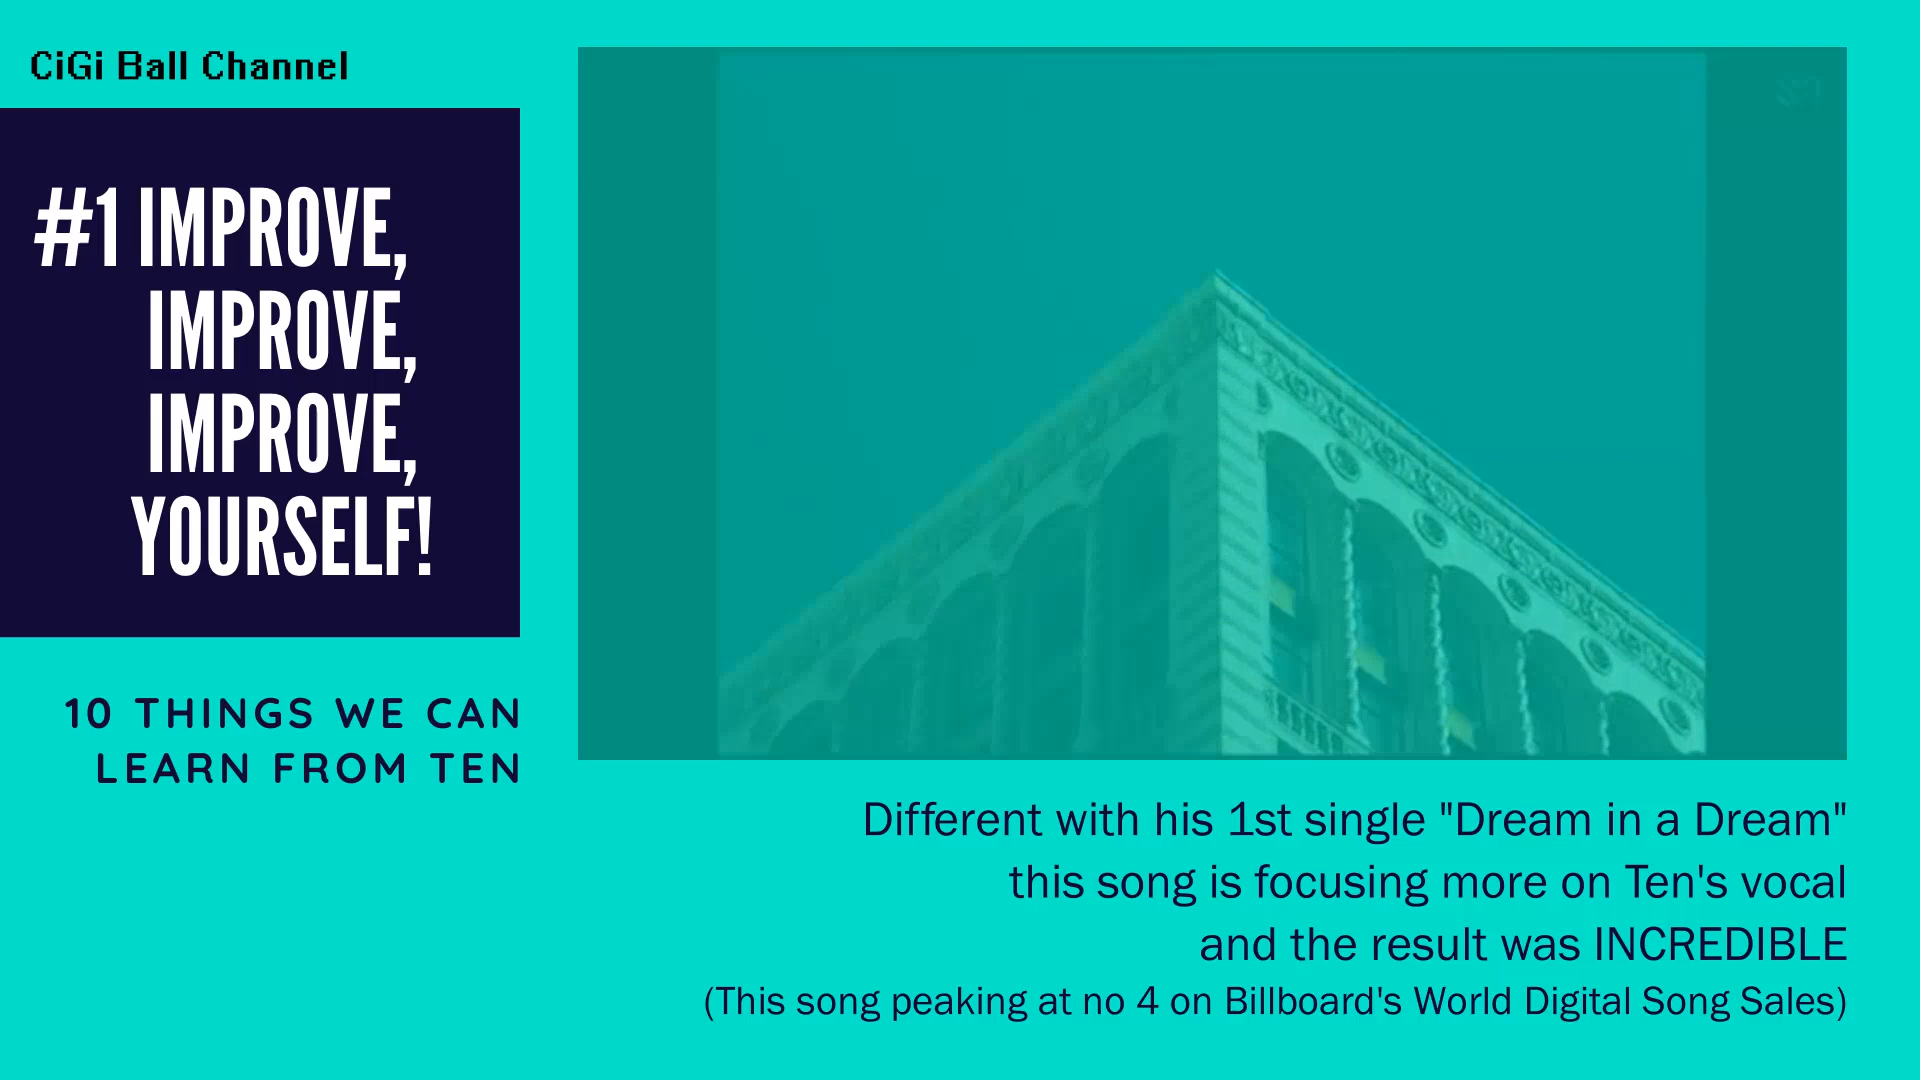 CiGi Ball Channel
#1 IMPROVE,
IMPROVE,
IMPROVE,
YOURSELF!
10 THINGS WE CAN
LEARN FROM TEN
Different with his 1st single "Dream in a Dream"
this song is focusing more on Ten's vocal
and the result was INCREDIBLE
(This song peaking at no 4 on Billboard's World Digital Song Sales)